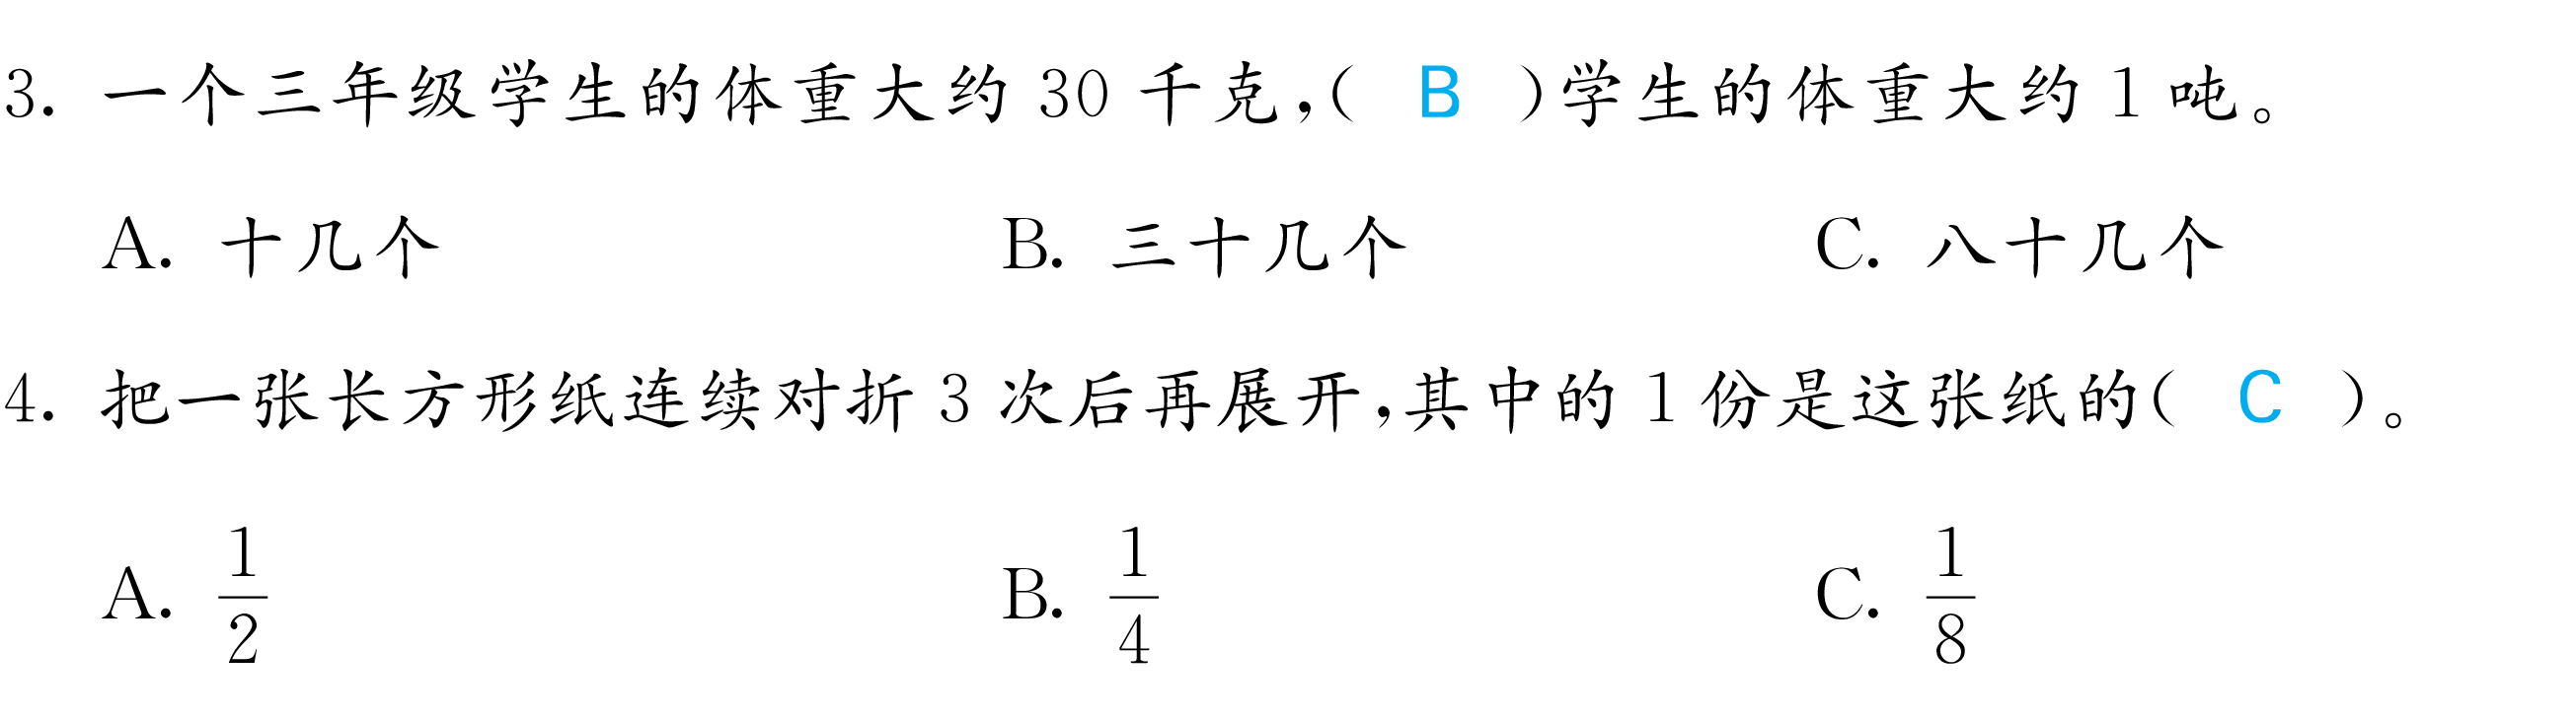 3. 一个三年级学生的体重大约 30 千克,( B )学生的体重大约 1 吨。
A. 十几个 B. 三十几个 C. 八十几个
4. 把一张长方形纸连续对折 3 次后再展开,其中的 1 份是这张纸的( C )。
A. 1/2 B. 1/4 C. 1/8